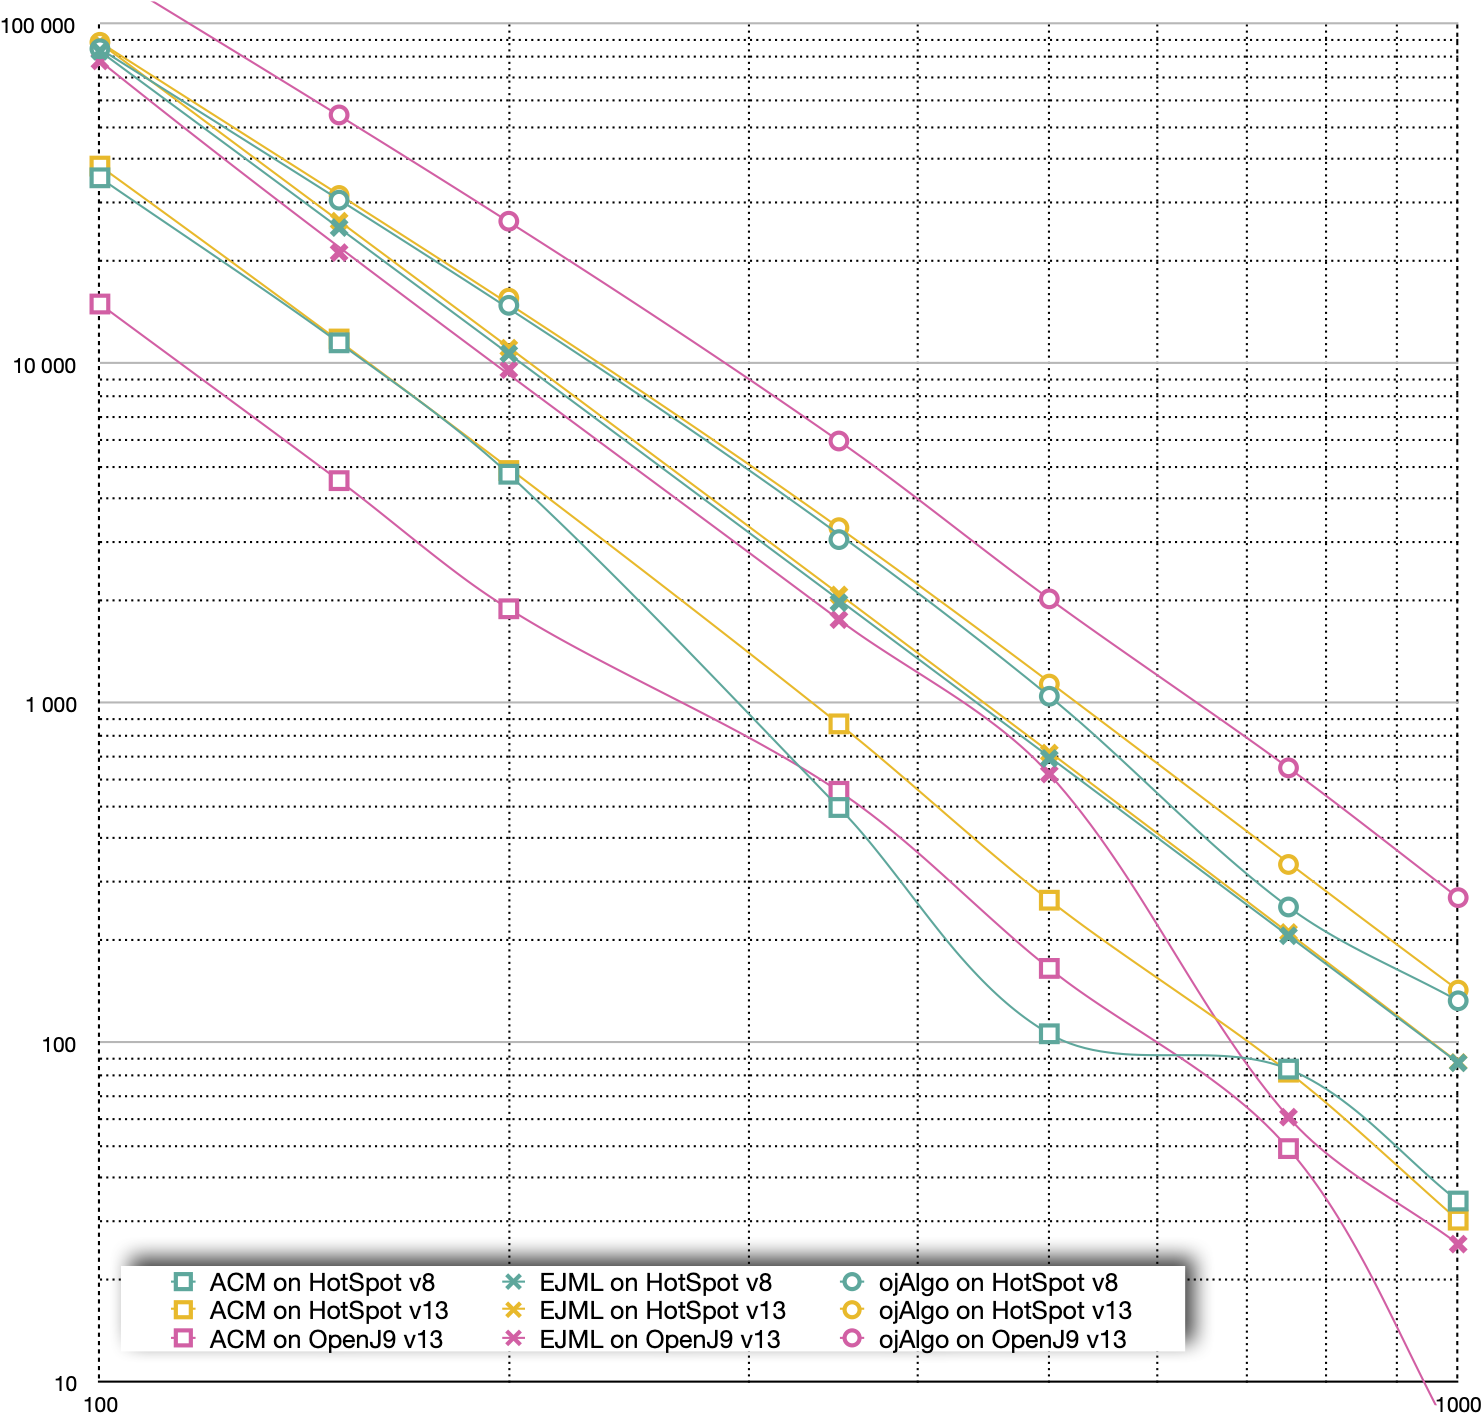 100 000
10 000
1 000
100
10
ACM on HotSpot v8 EJML on HotSpot v8 ojAlgo on HotSpot v8
ACM on HotSpot v13 EJML on HotSpot v13 ojAlgo on HotSpot v13
ACM on OpenJ9 v13 EJML on OpenJ9 v13 ojAlgo on OpenJ9 v13
100 1000